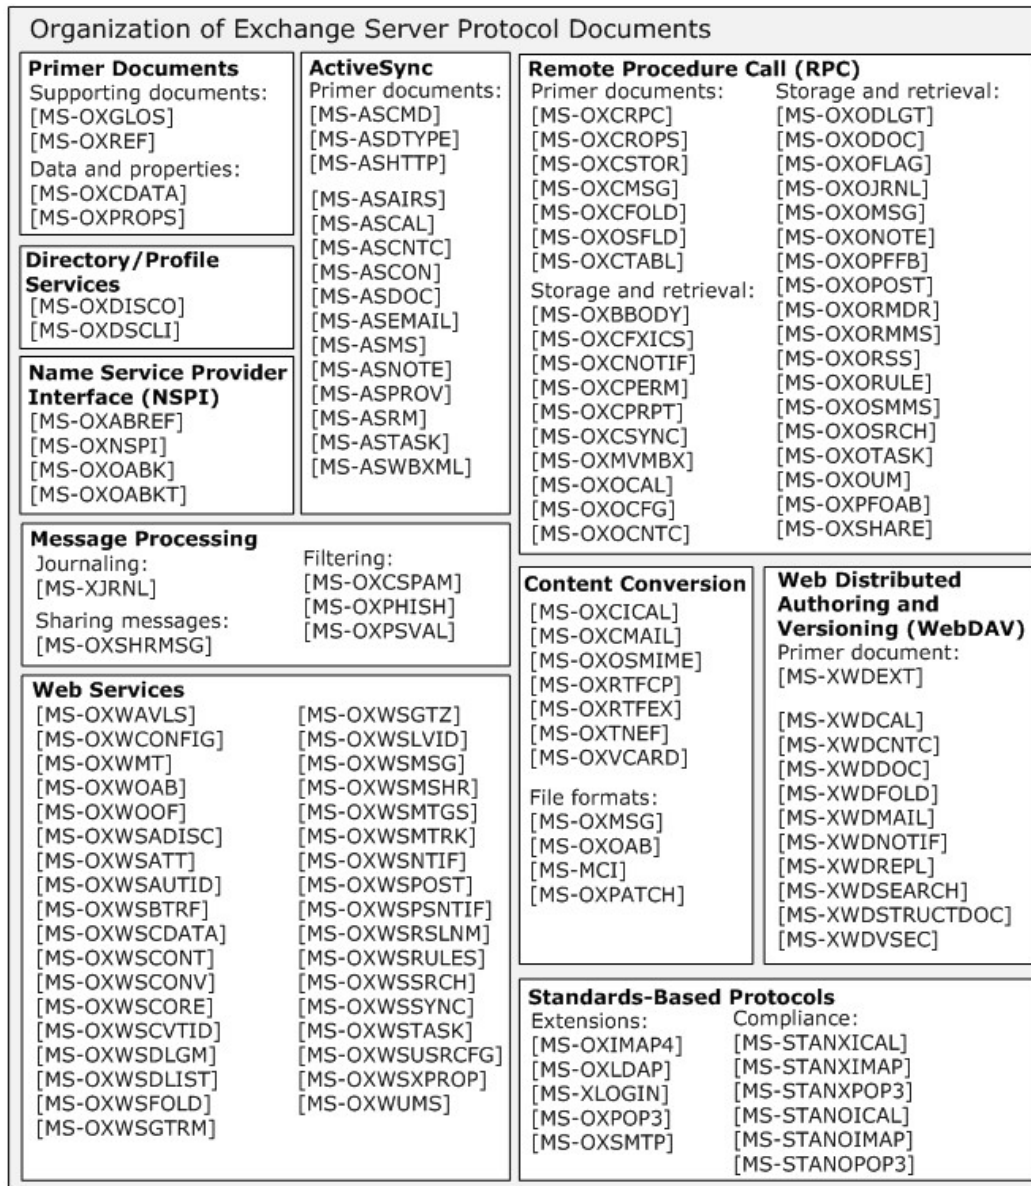 Organization of Exchange Server Protocol Documents
Primer Documents
Supporting documents:
[MS-OXGLOS]
[MS-OXREF]
Data and properties:
[MS-OXCDATA]
[MS-OXPROPS]
Directory/Profile
Services
[MS-OXDISCO]
[MS-OXDSCLI]
Name Service Provider
Interface (NSPI)
[MS-OXABREF]
[MS-OXNSPI]
[MS-OXOABK]
[MS-OXOABKT]
ActiveSync
Primer documents:
[MS-ASCMD]
[MS-ASDTYPE]
[MS-ASHTTP]
[MS-ASAIRS]
[MS-ASCAL]
[MS-ASCNTC]
[MS-ASCON]
[MS-ASDOC]
[MS-ASEMAIL]
[MS-ASMS]
[MS-ASNOTE]
[MS-ASPROV]
[MS-ASRM]
[MS-ASTASK]
[MS-ASWBXML]
Remote Procedure Call (RPC)
Primer documents:
[MS-OXCRPC]
[MS-OXCROPS]
[MS-OXCSTOR]
[MS-OXCMSG]
[MS-OXCFOLD]
[MS-OXOSFLD]
[MS-OXCTABL]
Storage and retrieval:
[MS-OXBBODY]
[MS-OXCFXICS]
[MS-OXCNOTIF]
[MS-OXCPERM]
[MS-OXCPRPT]
[MS-OXCSYNC]
[MS-OXMVMBX]
[MS-OXOCAL]
[MS-OXOCFG]
[MS-OXOCNTC]
Storage and retrieval:
[MS-OXODLGT]
[MS-OXODOC]
[MS-OXOFLAG]
[MS-OXOJRNL]
[MS-OXOMSG]
[MS-OXONOTE]
[MS-OXOPFFB]
[MS-OXOPOST]
[MS-OXORMDR]
[MS-OXORMMS]
[MS-OXORSS]
[MS-OXORULE]
[MS-OXOSMMS]
[MS-OXOSRCH]
[MS-OXOTASK]
[MS-OXOUM]
[MS-OXPFOAB]
[MS-OXSHARE]
Message Processing
Journaling:
[MS-XJRNL]
Sharing messages:
[MS-OXSHRMSG]
Filtering:
[MS-OXCSPAM]
[MS-OXPHISH]
[MS-OXPSVAL]
Web Services
[MS-OXWAVLS]
[MS-OXWCONFIG]
[MS-OXWMT]
[MS-OXWOAB]
[MS-OXWOOF]
[MS-OXWSADISC]
[MS-OXWSATT]
[MS-OXWSAUTID]
[MS-OXWSBTRF]
[MS-OXWSCDATA]
[MS-OXWSCONT]
[MS-OXWSCONV]
[MS-OXWSCORE]
[MS-OXWSCVTID]
[MS-OXWSDLGM]
[MS-OXWSDLIST]
[MS-OXWSFOLD]
[MS-OXWSGTRM]
[MS-OXWSGTZ]
[MS-OXWSLVID]
[MS-OXWSMSG]
[MS-OXWSMSHR]
[MS-OXWSMTGS]
[MS-OXWSMTRK]
[MS-OXWSNTIF]
[MS-OXWSPOST]
[MS-OXWSPSNTIF]
[MS-OXWSRSLNM]
[MS-OXWSRULES]
[MS-OXWSSRCH]
[MS-OXWSSYNC]
[MS-OXWSTASK]
[MS-OXWSUSRCFG]
[MS-OXWSXPROP]
[MS-OXWUMS]
Content Conversion
[MS-OXCICAL]
[MS-OXCMAIL]
[MS-OXOSMIME]
[MS-OXRTFCP]
[MS-OXRTFEX]
[MS-OXTNEF]
[MS-OXVCARD]
File formats:
[MS-OXMSG]
[MS-OXOAB]
[MS-MCI]
[MS-OXPATCH]
Web Distributed
Authoring and
Versioning (WebDAV)
Primer document:
[MS-XWDEXT]
[MS-XWDCAL]
[MS-XWDCNTC]
[MS-XWDDOC]
[MS-XWDFOLD]
[MS-XWDMAIL]
[MS-XWDNOTIF]
[MS-XWDREPL]
[MS-XWDSEARCH]
[MS-XWDSTRUCTDOC]
[MS-XWDVSEC]
Standards-Based Protocols
Extensions:
[MS-OXIMAP4]
[MS-OXLDAP]
[MS-XLOGIN]
[MS-OXPOP3]
[MS-OXSMTP]
Compliance:
[MS-STANXICAL]
[MS-STANXIMAP]
[MS-STANXPOP3]
[MS-STANOICAL]
[MS-STANOIMAP]
[MS-STANOPOP3]